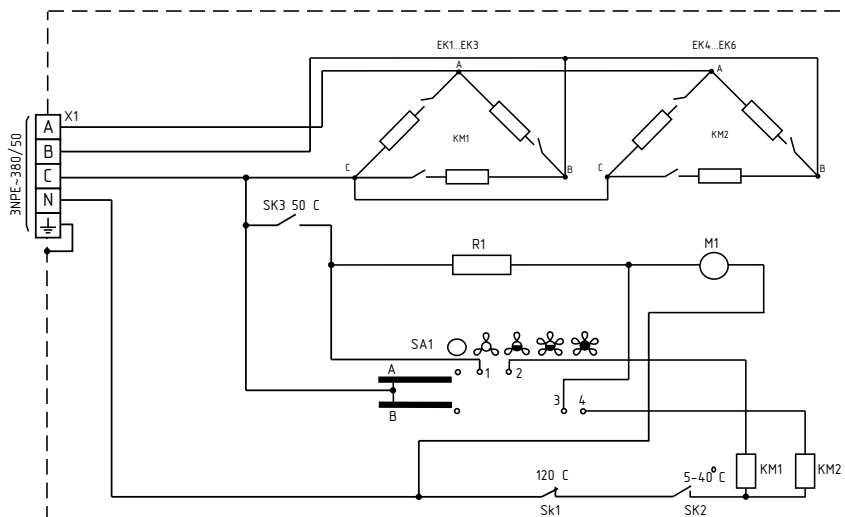 EK1...EK3
EK4...EK6
A
A
X1
3NPE~380/50
A
B
C
N
KM1
KM2
C
B
C
B
SK3 50 C
R1
M1
SA1
A
1
2
B
3
4
120 C
5-40°C
KM1
KM2
Sk1
SK2